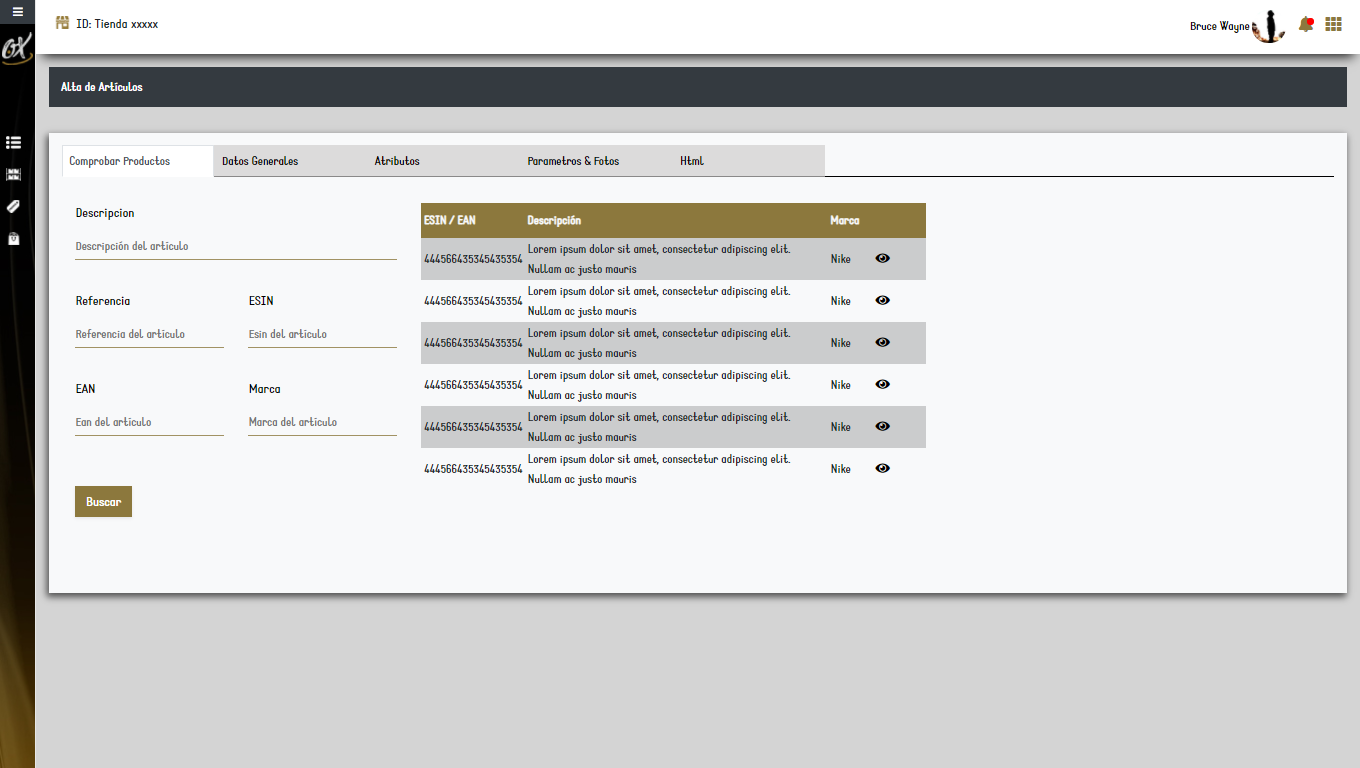 ID: Tienda xxxxx
Bruce Wayne
OX
Alta de Artículos
Comprobar Productos
Datos Generales
Atributos
Parametros & Fotos
Html
Descripcion
Descripción del artículo
Referencia
ESIN
Referencia del artículo
Esin del artículo
EAN
Marca
Ean del artículo
Marca del artículo
Buscar
ESIN / EAN
Descripción
Marca
444566435345435354
Lorem ipsum dolor sit amet, consectetur adipiscing elit.
Nullam ac justo mauris
Nike
444566435345435354
Lorem ipsum dolor sit amet, consectetur adipiscing elit.
Nullam ac justo mauris
Nike
444566435345435354
Lorem ipsum dolor sit amet, consectetur adipiscing elit.
Nullam ac justo mauris
Nike
444566435345435354
Lorem ipsum dolor sit amet, consectetur adipiscing elit.
Nullam ac justo mauris
Nike
444566435345435354
Lorem ipsum dolor sit amet, consectetur adipiscing elit.
Nullam ac justo mauris
Nike
444566435345435354
Lorem ipsum dolor sit amet, consectetur adipiscing elit.
Nullam ac justo mauris
Nike